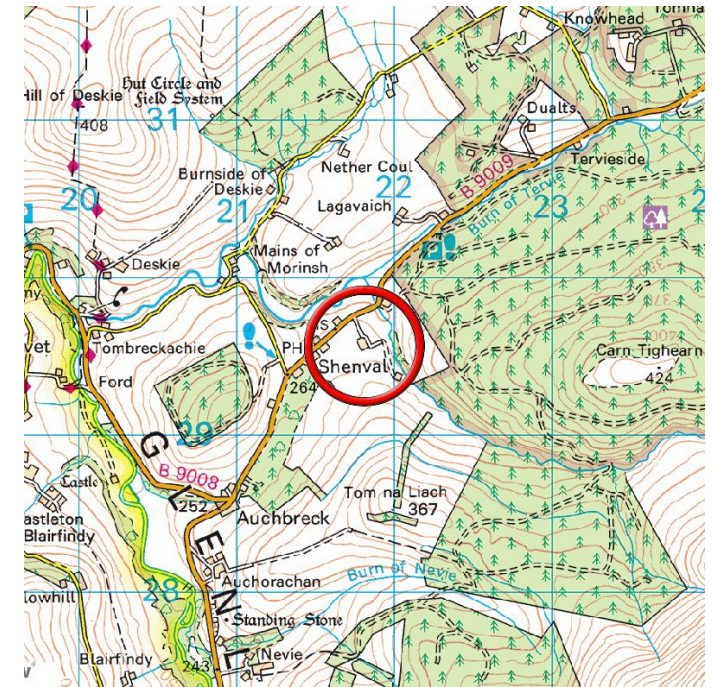 Knowhead
Hut Circle and
Field System
Hill of Deskie
408
31
Dualts
Tervieside
B 9009
Nether Coul
Burnside of
Deskie
20
21
22
23
Lagavaich
Burn of Tervie
Mains of
Morinsh
Deskie
P
Tombreckachie
Ford
PH
S
Shenval
264
Carn Tighearn
424
400
29
G
L
E
N
L
B 9008
Castle
252
Auchbreck
Tom na Liach
367
Blairfindy
28
Auchorachan
Burn of Nevie
Standing Stone
Nevie
243
Blairfindy